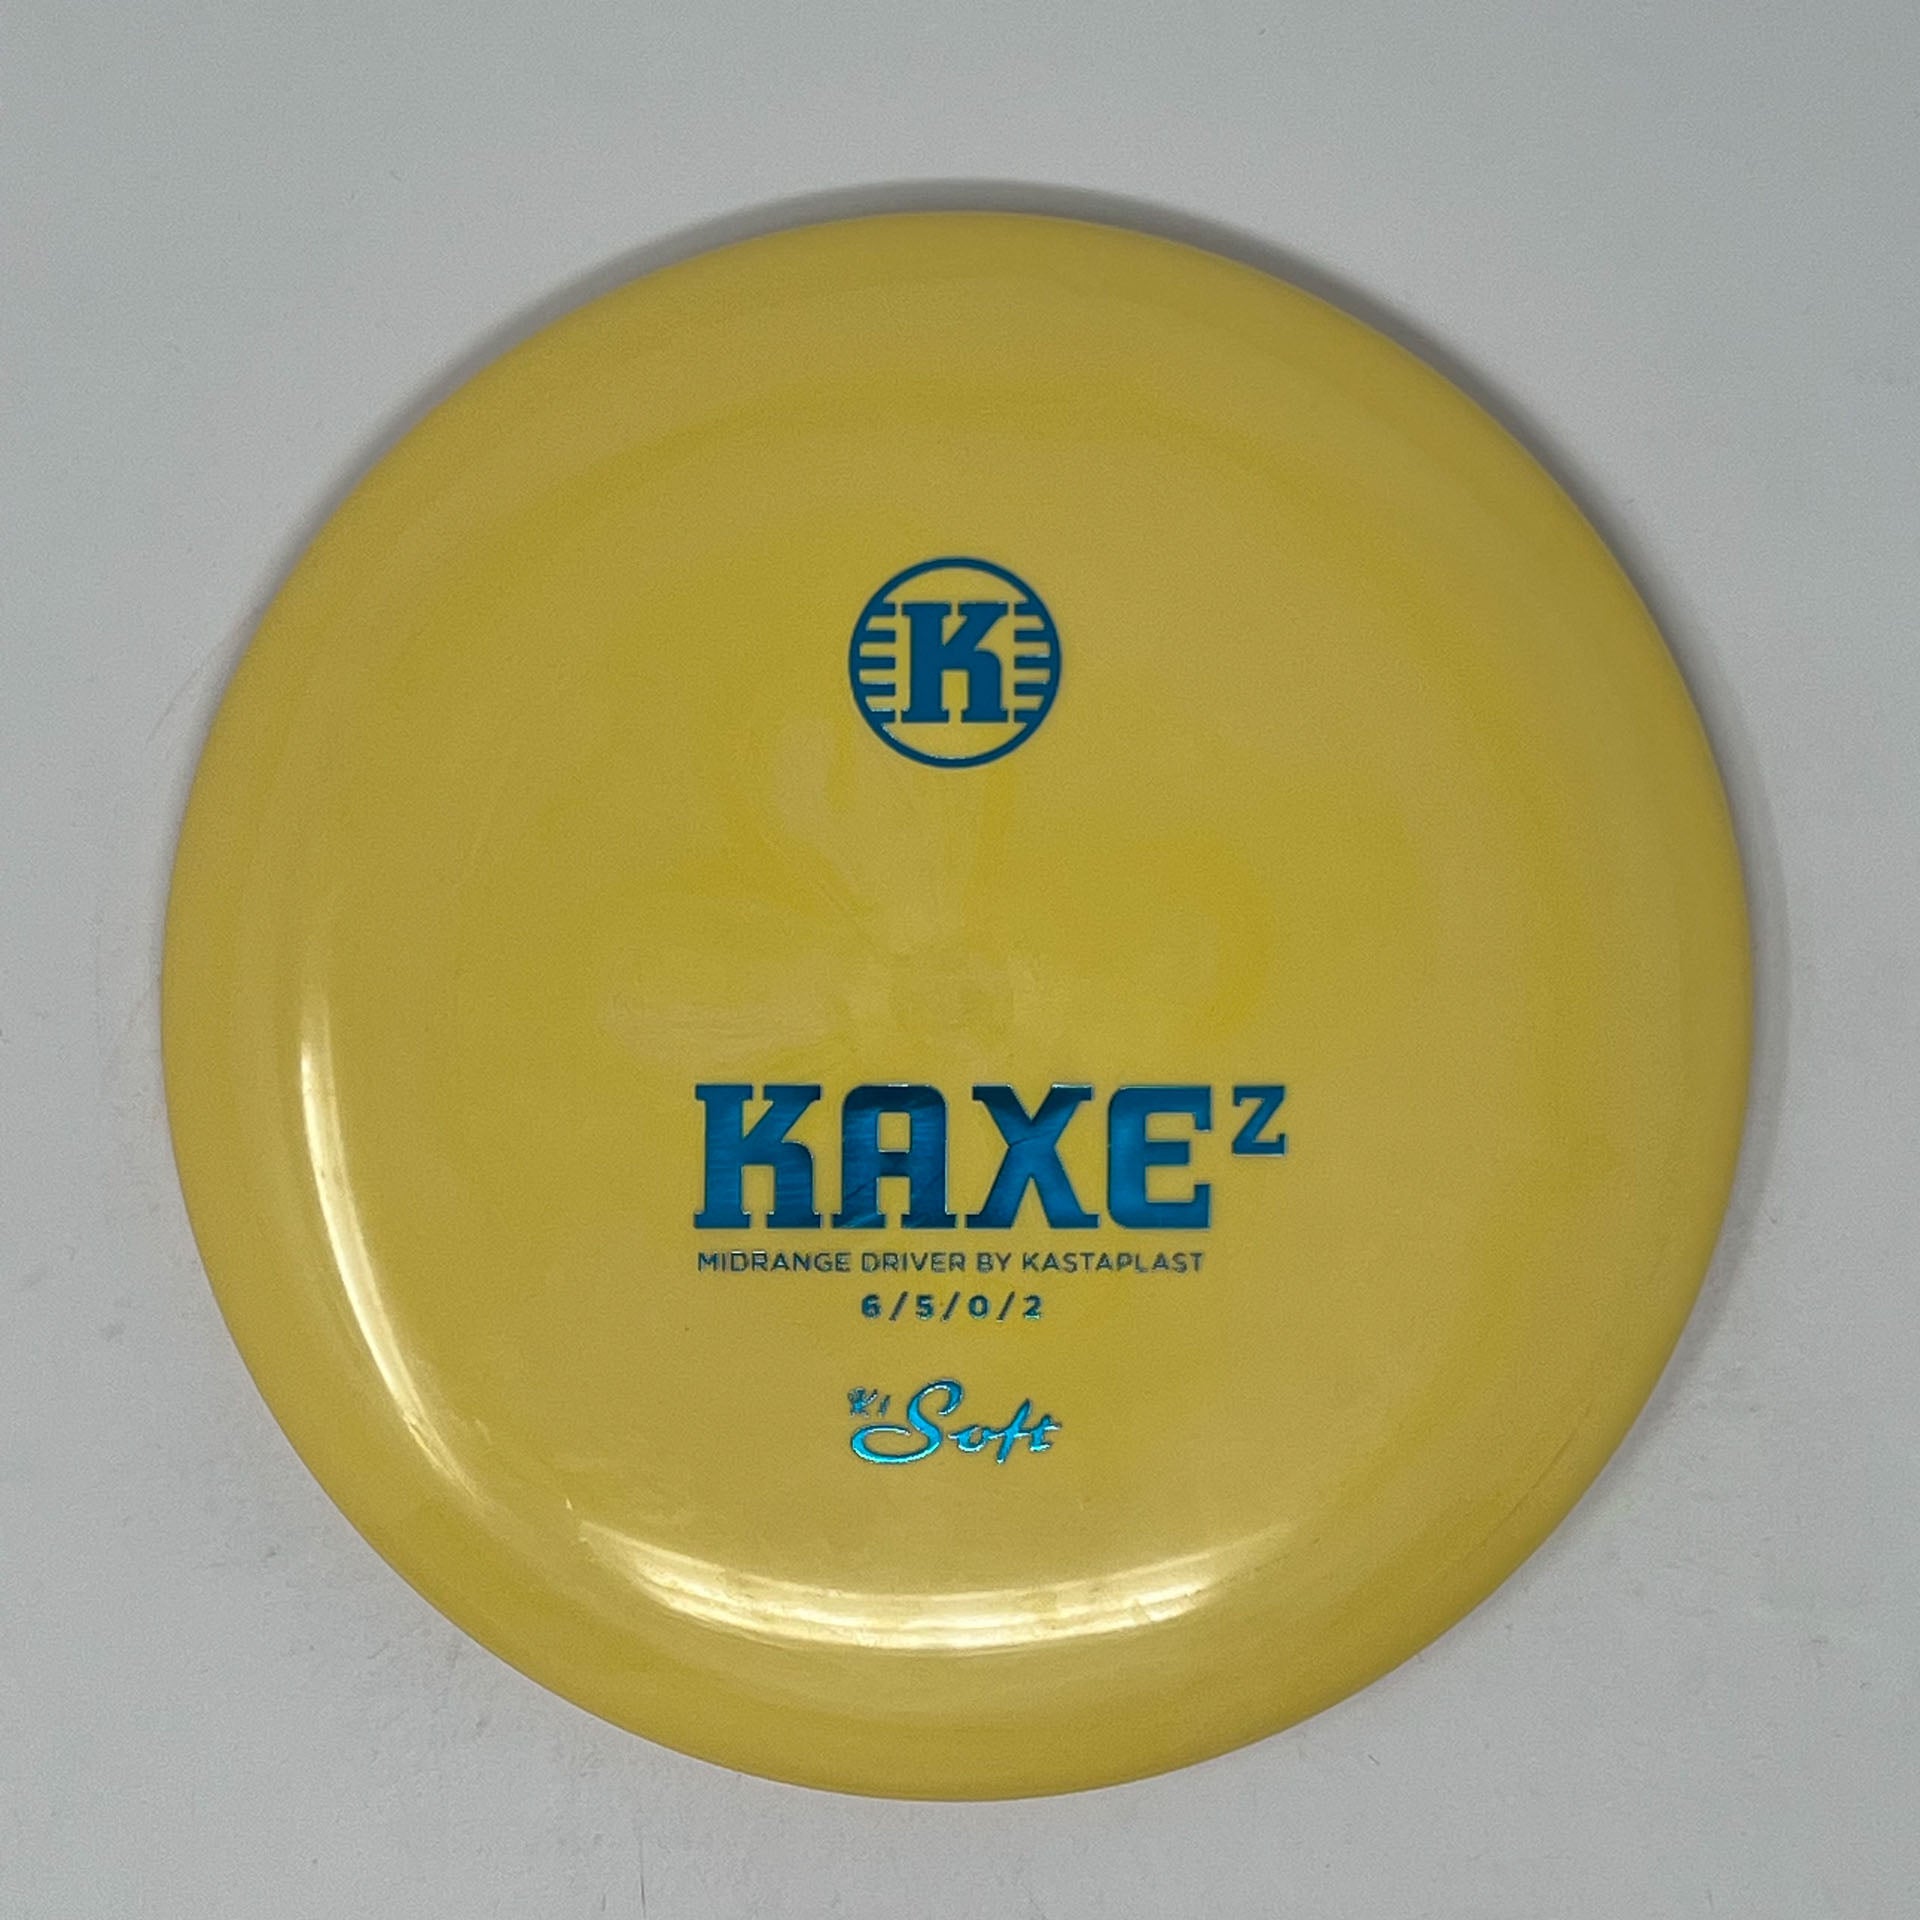 K
KAXE Z
MIDRANGE DRIVER BY KASTAPLAST
6/5/0/2
K1
Soft